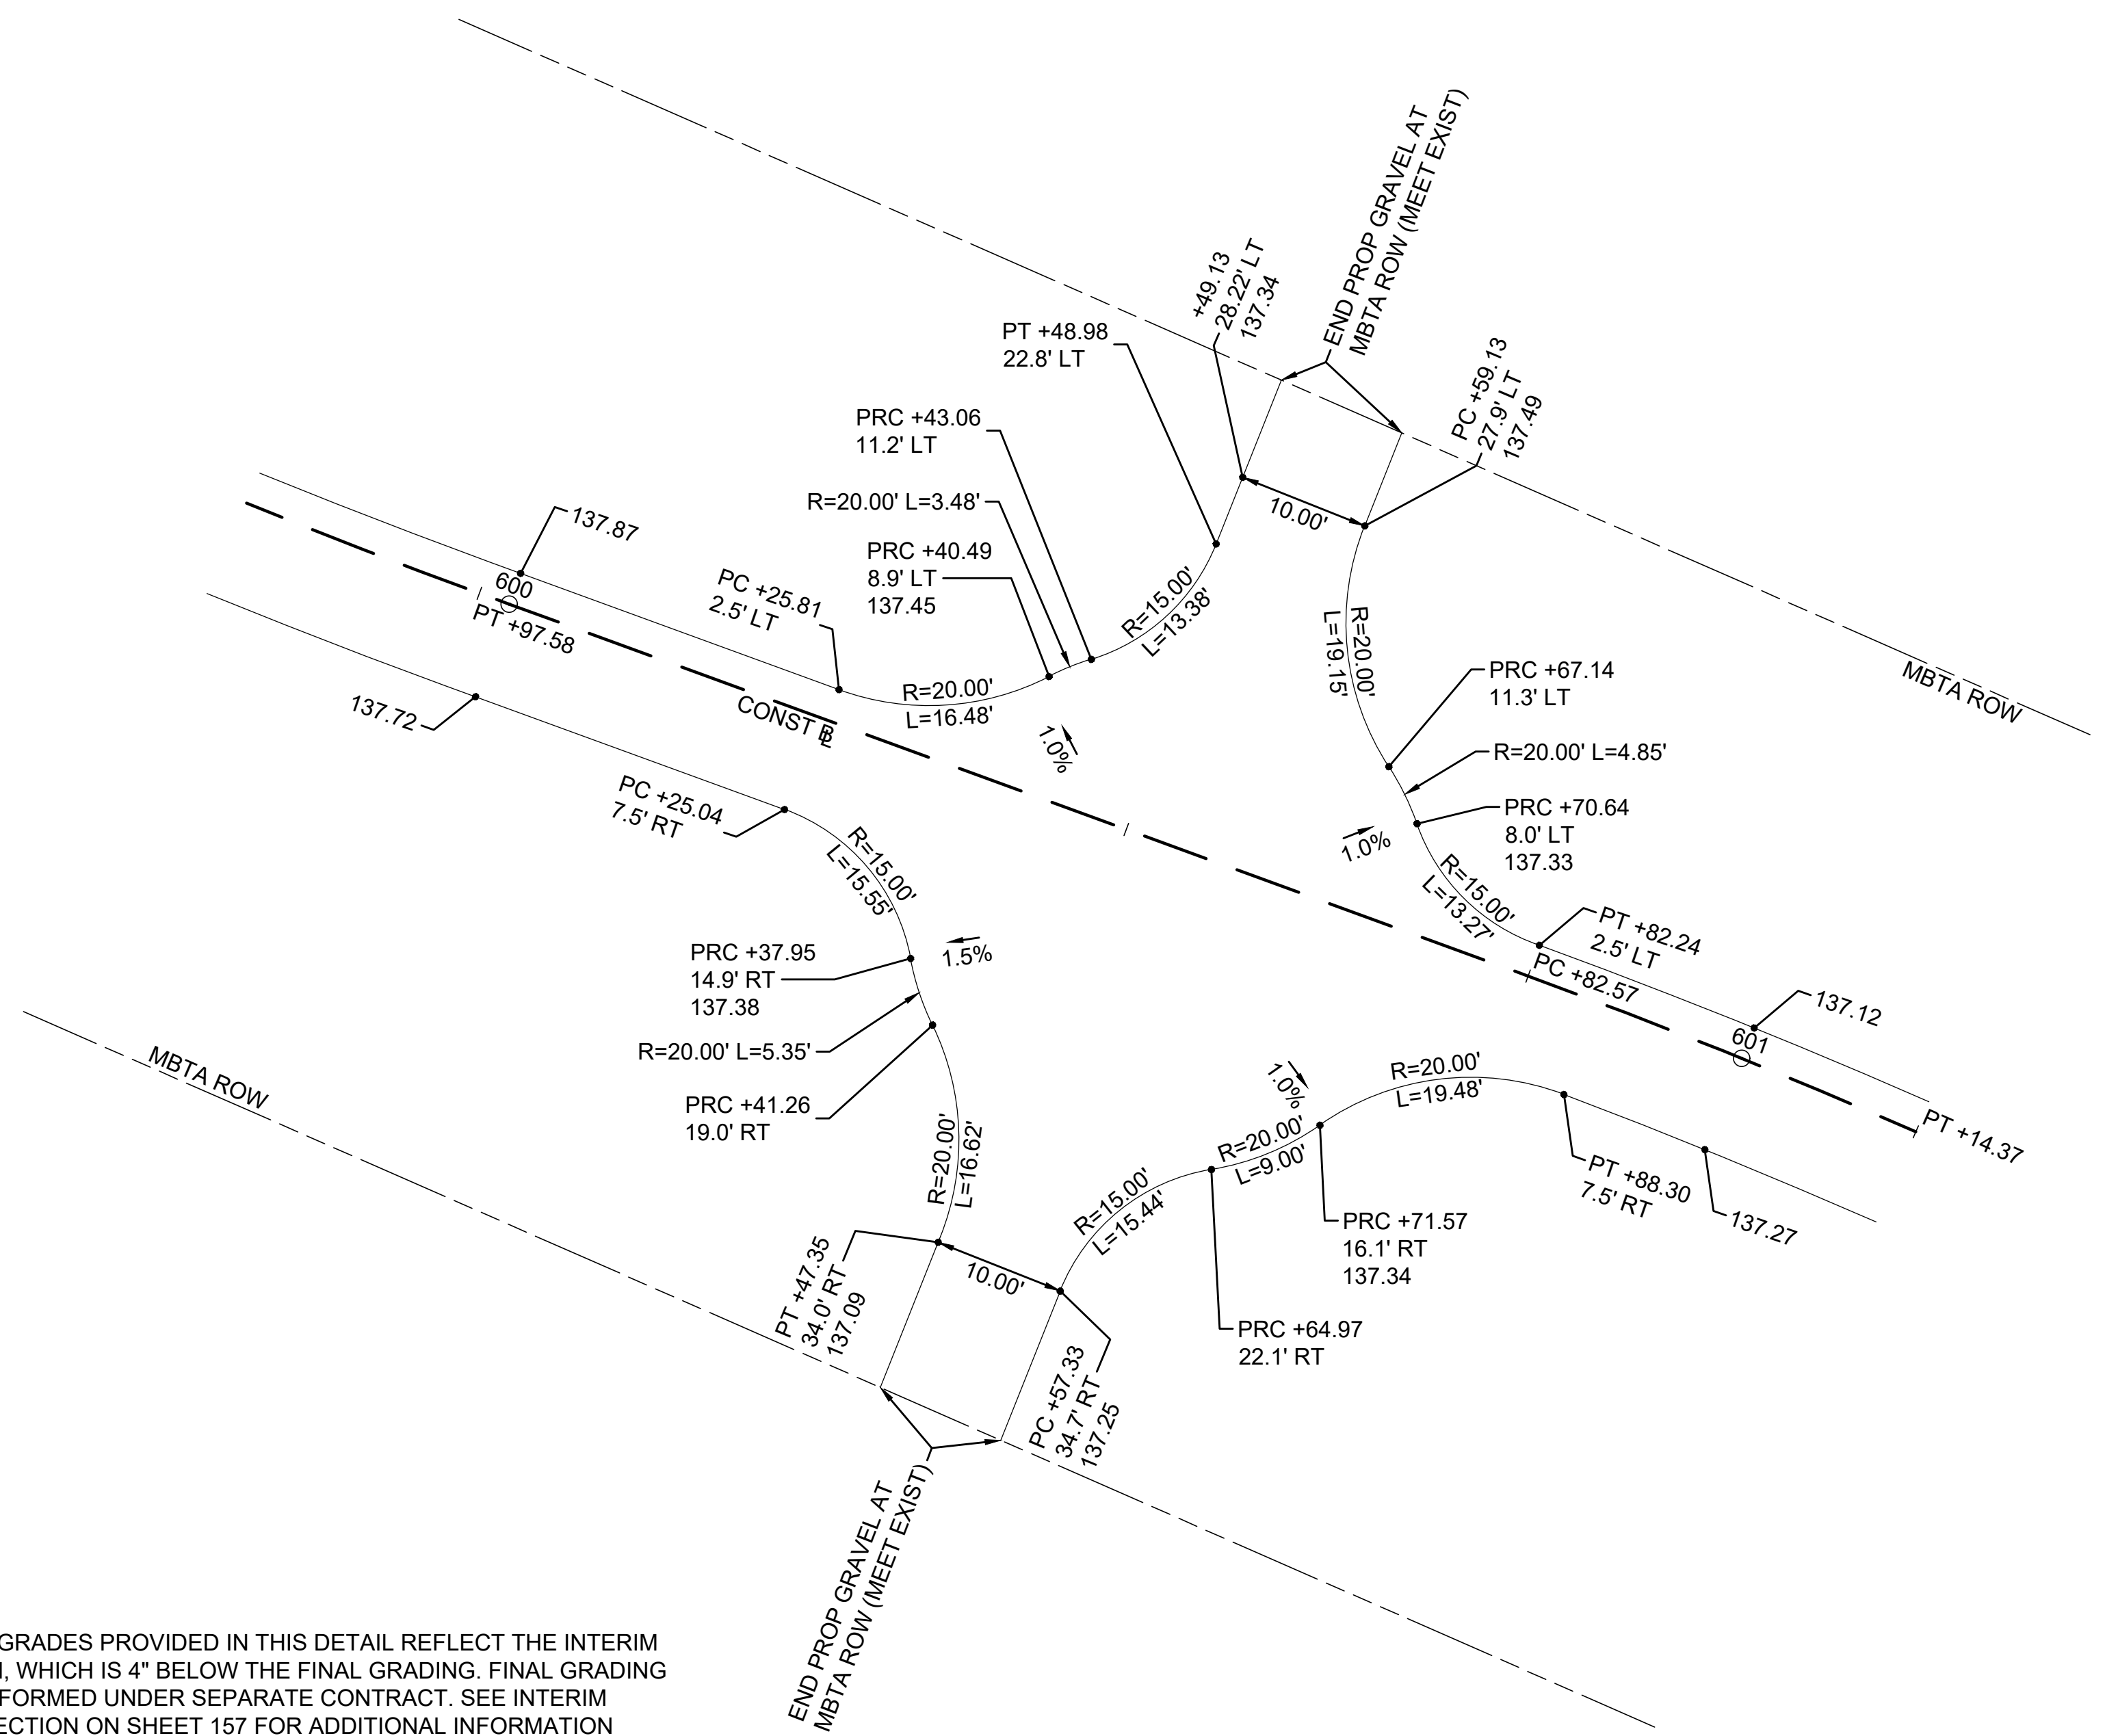 END PROP GRAVEL AT
MBTA ROW (MEET EXIST)
+49.13
28.22' LT
137.34
PT +48.98
22.8' LT
PC +59.13
27.9' LT
137.49
PRC +43.06
11.2' LT
R=20.00' L=3.48'
10.00'
137.87
PRC +40.49
8.9' LT
137.45
600
PT +97.58
PC +25.81
2.5' LT
R=15.00'
L=13.38'
R=20.00'
L=19.15'
R=20.00'
L=16.48'
PRC +67.14
11.3' LT
MBTA ROW
137.72
CONST BL
1.0%
R=20.00' L=4.85'
PC +25.04
7.5' RT
PRC +70.64
8.0' LT
137.33
1.0%
R=15.00'
L=15.55'
R=15.00'
L=13.27'
PT +82.24
2.5' LT
PRC +37.95
14.9' RT
137.38
1.5%
PC +82.57
137.12
601
R=20.00' L=5.35'
MBTA ROW
1.0%
R=20.00'
L=19.48'
PRC +41.26
19.0' RT
PT +14.37
R=20.00'
L=16.62'
R=20.00'
L=9.00'
R=15.00'
L=15.44'
PT +88.30
7.5' RT
137.27
PRC +71.57
16.1' RT
137.34
PT +47.35
34.0' RT
137.09
10.00'
PRC +64.97
22.1' RT
PC +57.33
34.7' RT
137.25
END PROP GRAVEL AT
MBTA ROW (MEET EXIST)
GRADES PROVIDED IN THIS DETAIL REFLECT THE INTERIM
, WHICH IS 4" BELOW THE FINAL GRADING. FINAL GRADING
FORMED UNDER SEPARATE CONTRACT. SEE INTERIM
ECTION ON SHEET 157 FOR ADDITIONAL INFORMATION